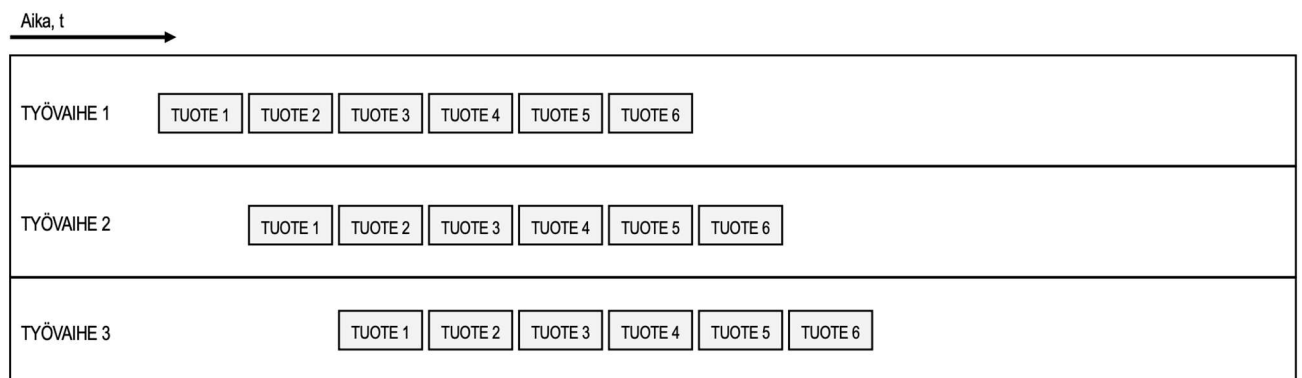 Aika, t
TYÖVAIHE 1 TUOTE 1 TUOTE 2 TUOTE 3 TUOTE 4 TUOTE 5 TUOTE 6
TYÖVAIHE 2 TUOTE 1 TUOTE 2 TUOTE 3 TUOTE 4 TUOTE 5 TUOTE 6
TYÖVAIHE 3 TUOTE 1 TUOTE 2 TUOTE 3 TUOTE 4 TUOTE 5 TUOTE 6